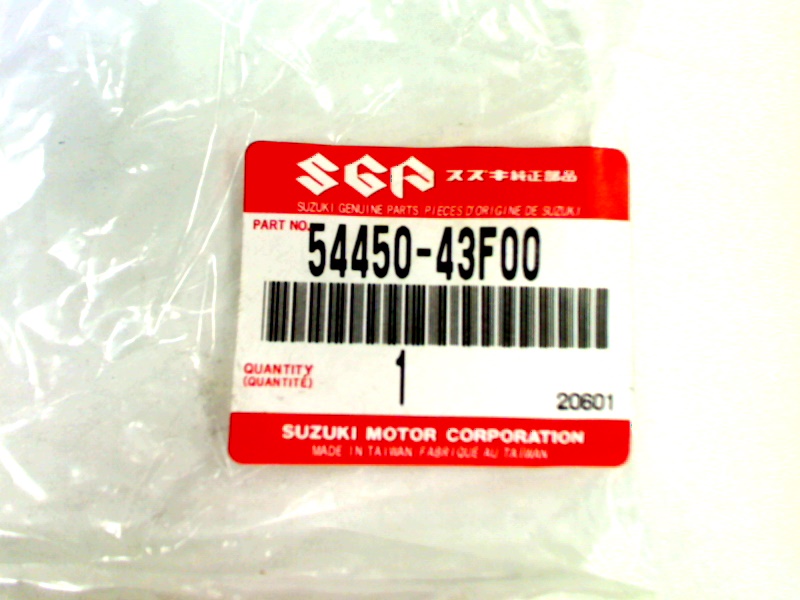 SGP スズキ純正部品
SUZUKI GENUINE PARTS/PIECES D'ORIGINE DE SUZUKI
PART NO. 54450-43F00
QUANTITY
(QUANTITÉ)
1
20601
SUZUKI MOTOR CORPORATION
MADE IN TAIWAN/FABRIQUE AU TAIWAN